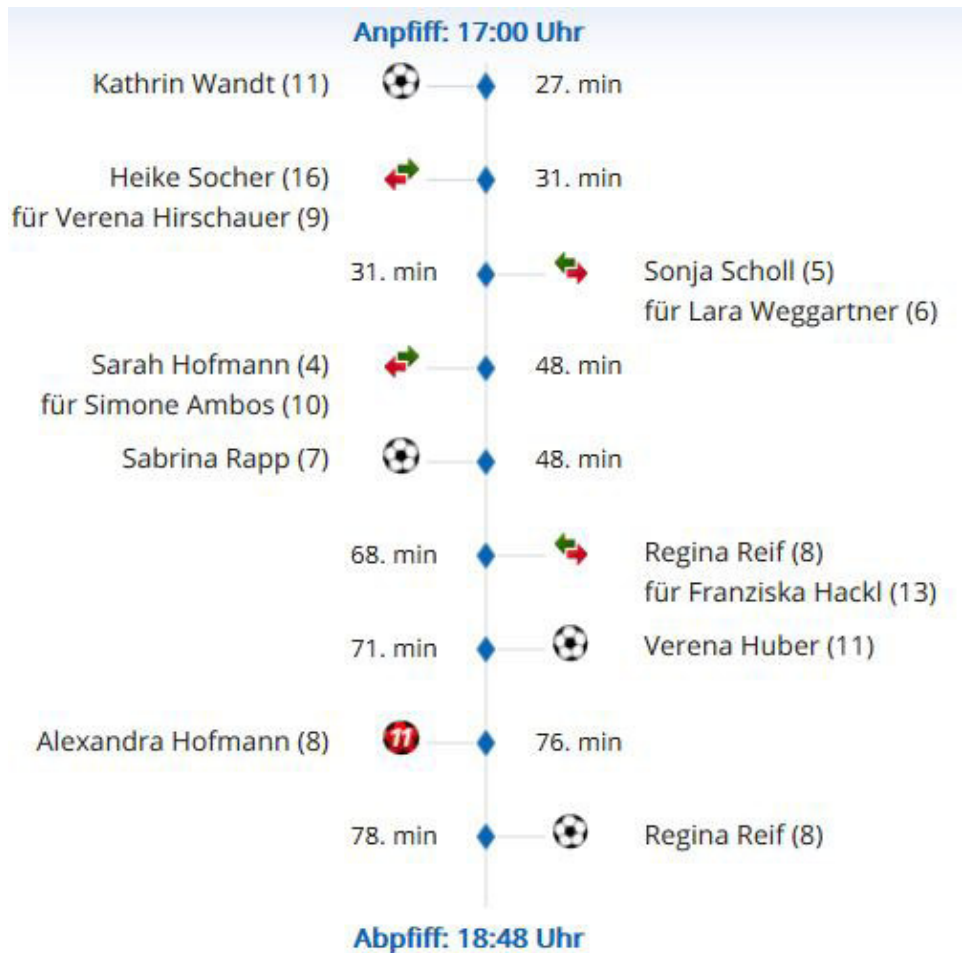 Anpfiff: 17:00 Uhr
Kathrin Wandt (11) 27. min
Heike Socher (16) 31. min
für Verena Hirschauer (9)
31. min Sonja Scholl (5)
für Lara Weggartner (6)
Sarah Hofmann (4) 48. min
für Simone Ambos (10)
Sabrina Rapp (7) 48. min
68. min Regina Reif (8)
für Franziska Hackl (13)
71. min Verena Huber (11)
Alexandra Hofmann (8) 11 76. min
78. min Regina Reif (8)
Abpfiff: 18:48 Uhr